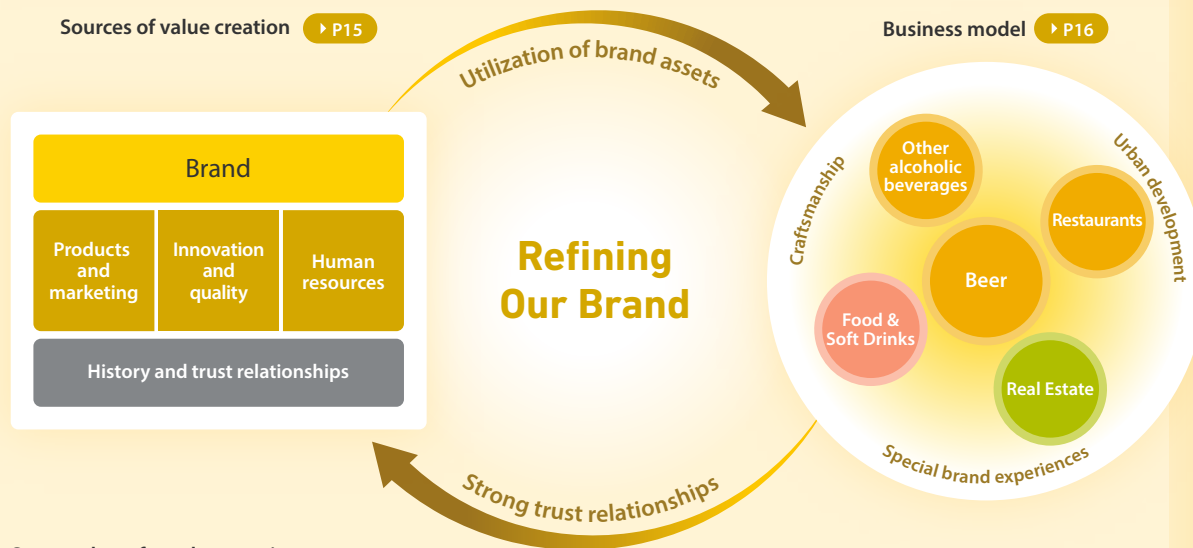 Sources of value creation
P15
Utilization of brand assets
Business model
P16
Brand
Products
and
marketing
Innovation
and
quality
Human
resources
History and trust relationships
Refining
Our Brand
Craftsmanship
Urban development
Other
alcoholic
beverages
Restaurants
Beer
Food &
Soft Drinks
Real Estate
Special brand experiences
Strong trust relationships